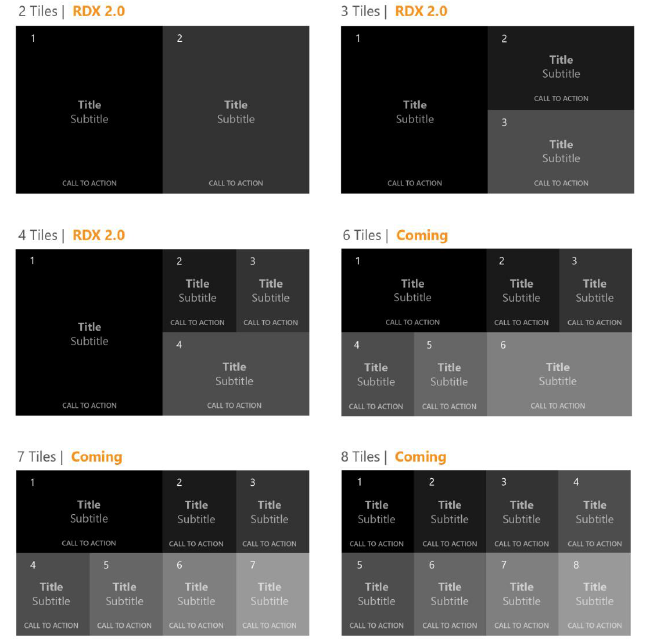 2 Tiles | RDX 2.0
1
Title
Subtitle
CALL TO ACTION
2
Title
Subtitle
CALL TO ACTION
3 Tiles | RDX 2.0
1
Title
Subtitle
CALL TO ACTION
2
Title
Subtitle
CALL TO ACTION
3
Title
Subtitle
CALL TO ACTION
4 Tiles | RDX 2.0
1
Title
Subtitle
CALL TO ACTION
2
Title
Subtitle
CALL TO ACTION
3
Title
Subtitle
CALL TO ACTION
4
Title
Subtitle
CALL TO ACTION
6 Tiles | Coming
1
Title
Subtitle
CALL TO ACTION
2
Title
Subtitle
CALL TO ACTION
3
Title
Subtitle
CALL TO ACTION
4
Title
Subtitle
CALL TO ACTION
5
Title
Subtitle
CALL TO ACTION
6
Title
Subtitle
CALL TO ACTION
7 Tiles | Coming
1
Title
Subtitle
CALL TO ACTION
2
Title
Subtitle
CALL TO ACTION
3
Title
Subtitle
CALL TO ACTION
4
Title
Subtitle
CALL TO ACTION
5
Title
Subtitle
CALL TO ACTION
6
Title
Subtitle
CALL TO ACTION
7
Title
Subtitle
CALL TO ACTION
8 Tiles | Coming
1
Title
Subtitle
CALL TO ACTION
2
Title
Subtitle
CALL TO ACTION
3
Title
Subtitle
CALL TO ACTION
4
Title
Subtitle
CALL TO ACTION
5
Title
Subtitle
CALL TO ACTION
6
Title
Subtitle
CALL TO ACTION
7
Title
Subtitle
CALL TO ACTION
8
Title
Subtitle
CALL TO ACTION